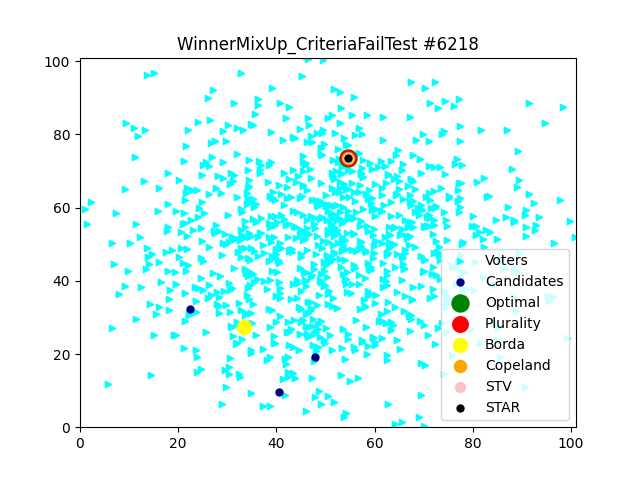 WinnerMixUp_CriteriaFailTest #6218
100
80
60
40
20
0
0 20 40 60 80 100
Voters
Candidates
Optimal
Plurality
Borda
Copeland
STV
STAR